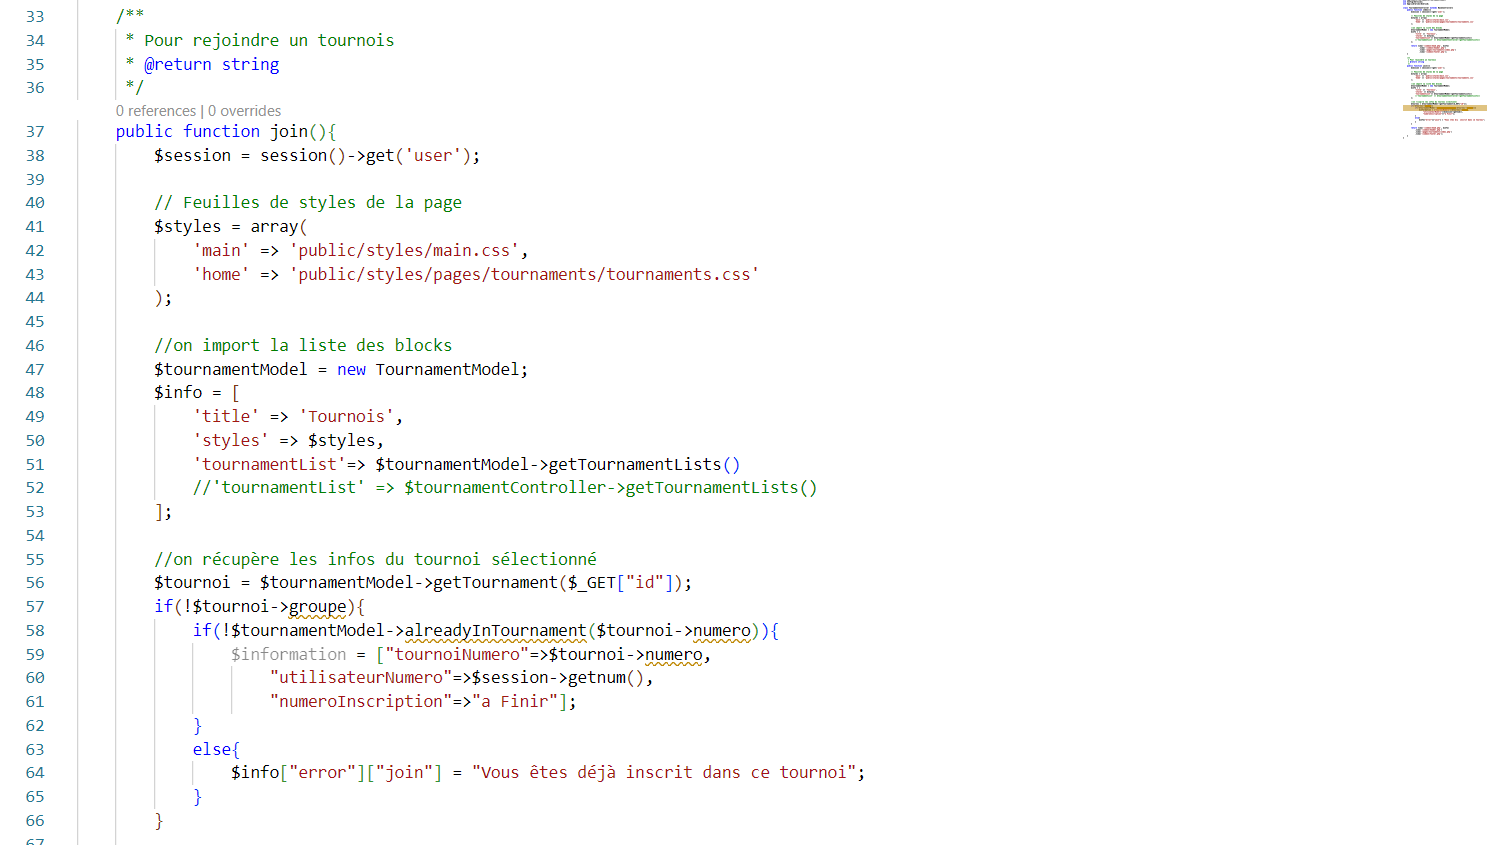 33 /**
34 * Pour rejoindre un tournois
35 * @return string
36 */
0 references | 0 overrides
37 public function join(){
38 $session = session()->get('user');
39
40 // Feuilles de styles de la page
41 $styles = array(
42 'main' => 'public/styles/main.css',
43 'home' => 'public/styles/pages/tournaments/tournaments.css'
44 );
45
46 //on import la liste des blocks
47 $tournamentModel = new TournamentModel;
48 $info = [
49 'title' => 'Tournois',
50 'styles' => $styles,
51 'tournamentList'=> $tournamentModel->getTournamentLists()
52 //'tournamentList' => $tournamentController->getTournamentLists()
53 ];
54
55 //on récupère les infos du tournoi sélectionné
56 $tournoi = $tournamentModel->getTournament($_GET["id"]);
57 if(!$tournoi->groupe){
58 if(!$tournamentModel->alreadyInTournament($tournoi->numero)){
59 $information = ["tournoiNumero"=>$tournoi->numero,
60 "utilisateurNumero"=>$session->getnum(),
61 "numeroInscription"=>"a Finir"];
62 }
63 else{
64 $info["error"]["join"] = "Vous êtes déjà inscrit dans ce tournoi";
65 }
66 }
67